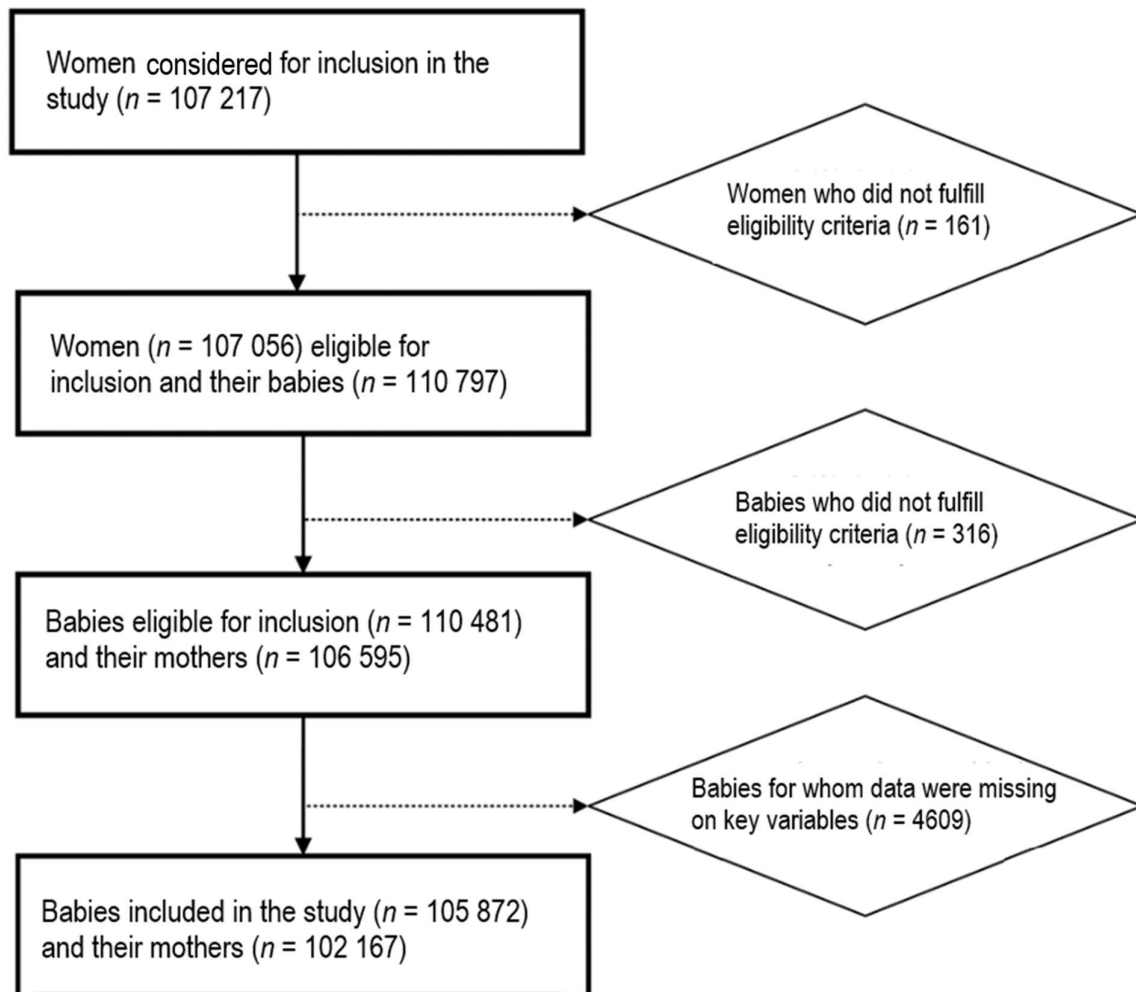 Women considered for inclusion in the
study (n = 107 217)
Women who did not fulfill
eligibility criteria (n = 161)
Women (n = 107 056) eligible for
inclusion and their babies (n = 110 797)
Babies who did not fulfill
eligibility criteria (n = 316)
Babies eligible for inclusion (n = 110 481)
and their mothers (n = 106 595)
Babies for whom data were missing
on key variables (n = 4609)
Babies included in the study (n = 105 872)
and their mothers (n = 102 167)